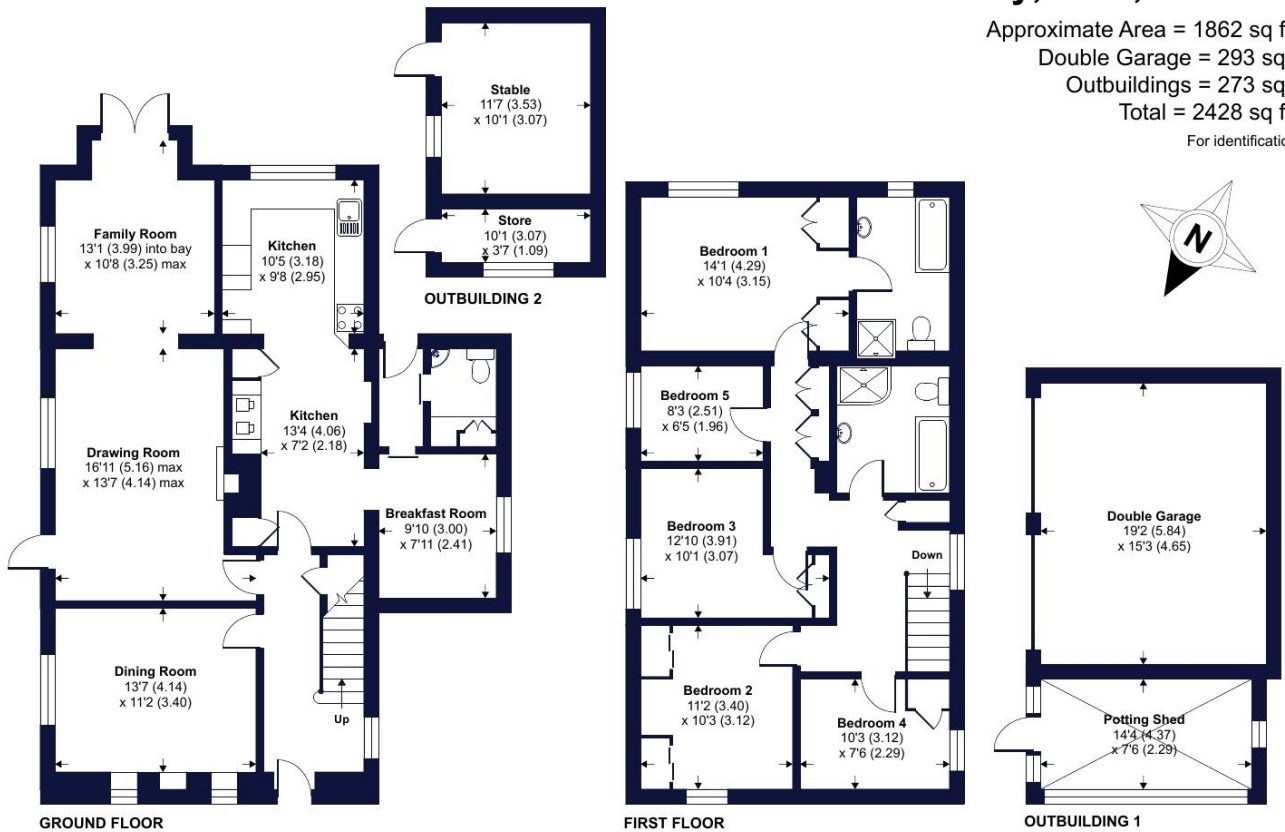 Approximate Area = 1862 sq f
Double Garage = 293 sq
Outbuildings = 273 sq
Total = 2428 sq f
For identificatio
N
Stable
11'7 (3.53)
x 10'1 (3.07)
Store
10'1 (3.07)
x 3'7 (1.09)
OUTBUILDING 2
Family Room
13'1 (3.99) into bay
x 10'8 (3.25) max
Kitchen
10'5 (3.18)
x 9'8 (2.95)
Drawing Room
16'11 (5.16) max
x 13'7 (4.14) max
Kitchen
13'4 (4.06)
x 7'2 (2.18)
Breakfast Room
9'10 (3.00)
x 7'11 (2.41)
Dining Room
13'7 (4.14)
x 11'2 (3.40)
Up
GROUND FLOOR
Bedroom 1
14'1 (4.29)
x 10'4 (3.15)
Bedroom 5
8'3 (2.51)
x 6'5 (1.96)
Bedroom 3
12'10 (3.91)
x 10'1 (3.07)
Down
Bedroom 2
11'2 (3.40)
x 10'3 (3.12)
Bedroom 4
10'3 (3.12)
x 7'6 (2.29)
FIRST FLOOR
Double Garage
19'2 (5.84)
x 15'3 (4.65)
Potting Shed
14'4 (4.37)
x 7'6 (2.29)
OUTBUILDING 1